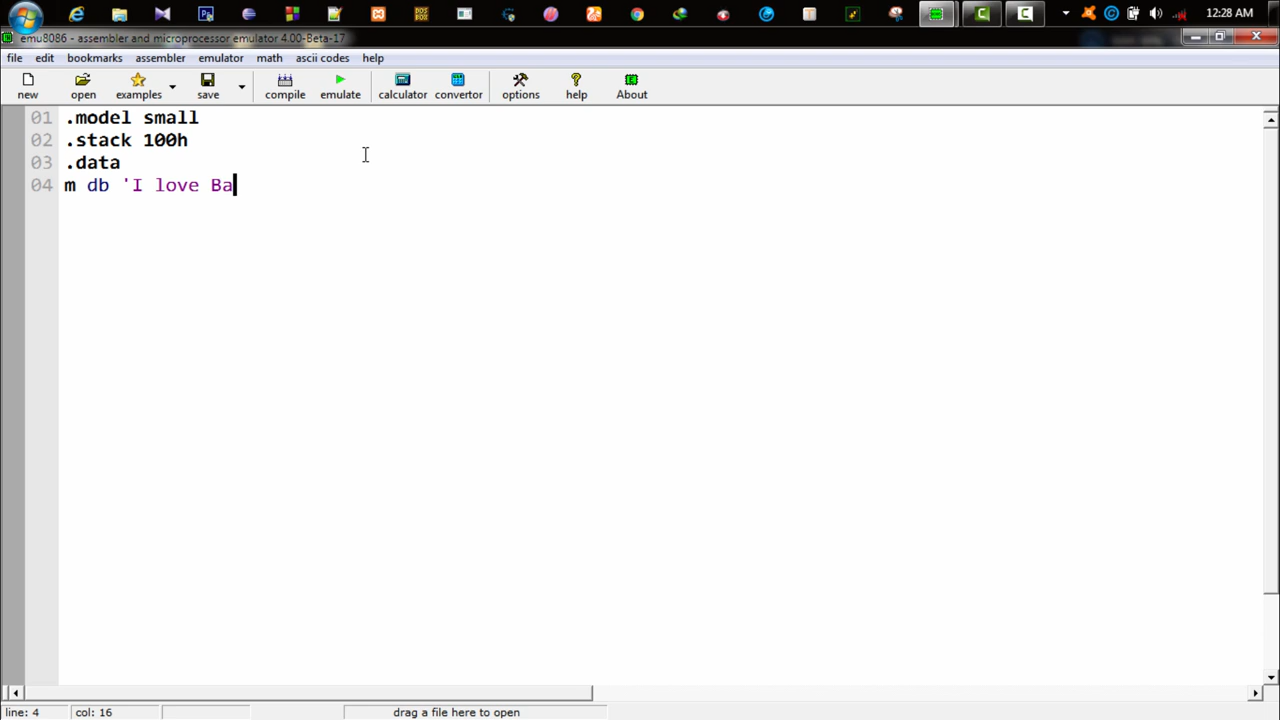 12:28 AM
emu8086 - assembler and microprocessor emulator 4.00-Beta-17
file edit bookmarks assembler emulator math ascii codes help
new open examples save compile emulate calculator convertor options help About
01 .model small
02 .stack 100h
03 .data
04 m db 'I love Ba
line: 4 col: 16 drag a file here to open